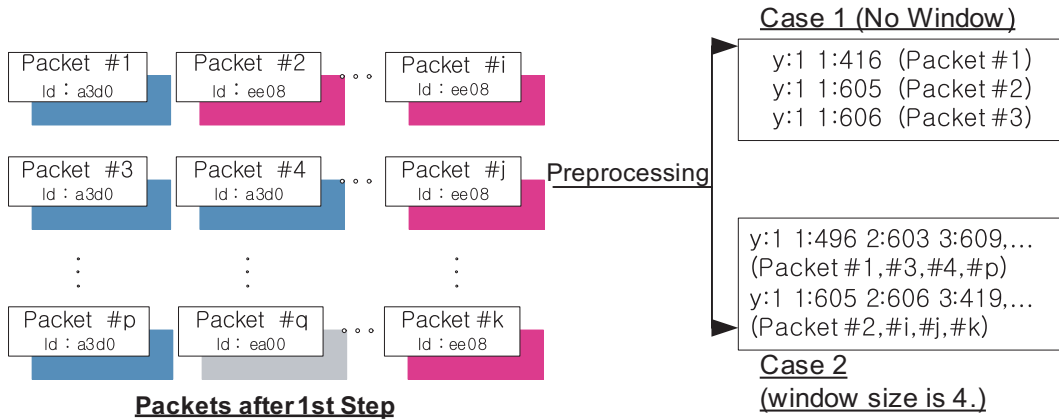 Packet #1
Id : a3d0
Packet #2
Id : ee08
Packet #i
Id : ee08
Packet #3
Id : a3d0
Packet #4
Id : a3d0
Packet #j
Id : ee08
Packet #p
Id : a3d0
Packet #q
Id : ea00
Packet #k
Id : ee08
Packets after 1st Step
Preprocessing
Case 1 (No Window)
y:1 1:416 (Packet #1)
y:1 1:605 (Packet #2)
y:1 1:606 (Packet #3)
y:1 1:496 2:603 3:609,...
(Packet #1,#3,#4,#p)
y:1 1:605 2:606 3:419,...
(Packet #2,#i,#j,#k)
Case 2
(window size is 4.)